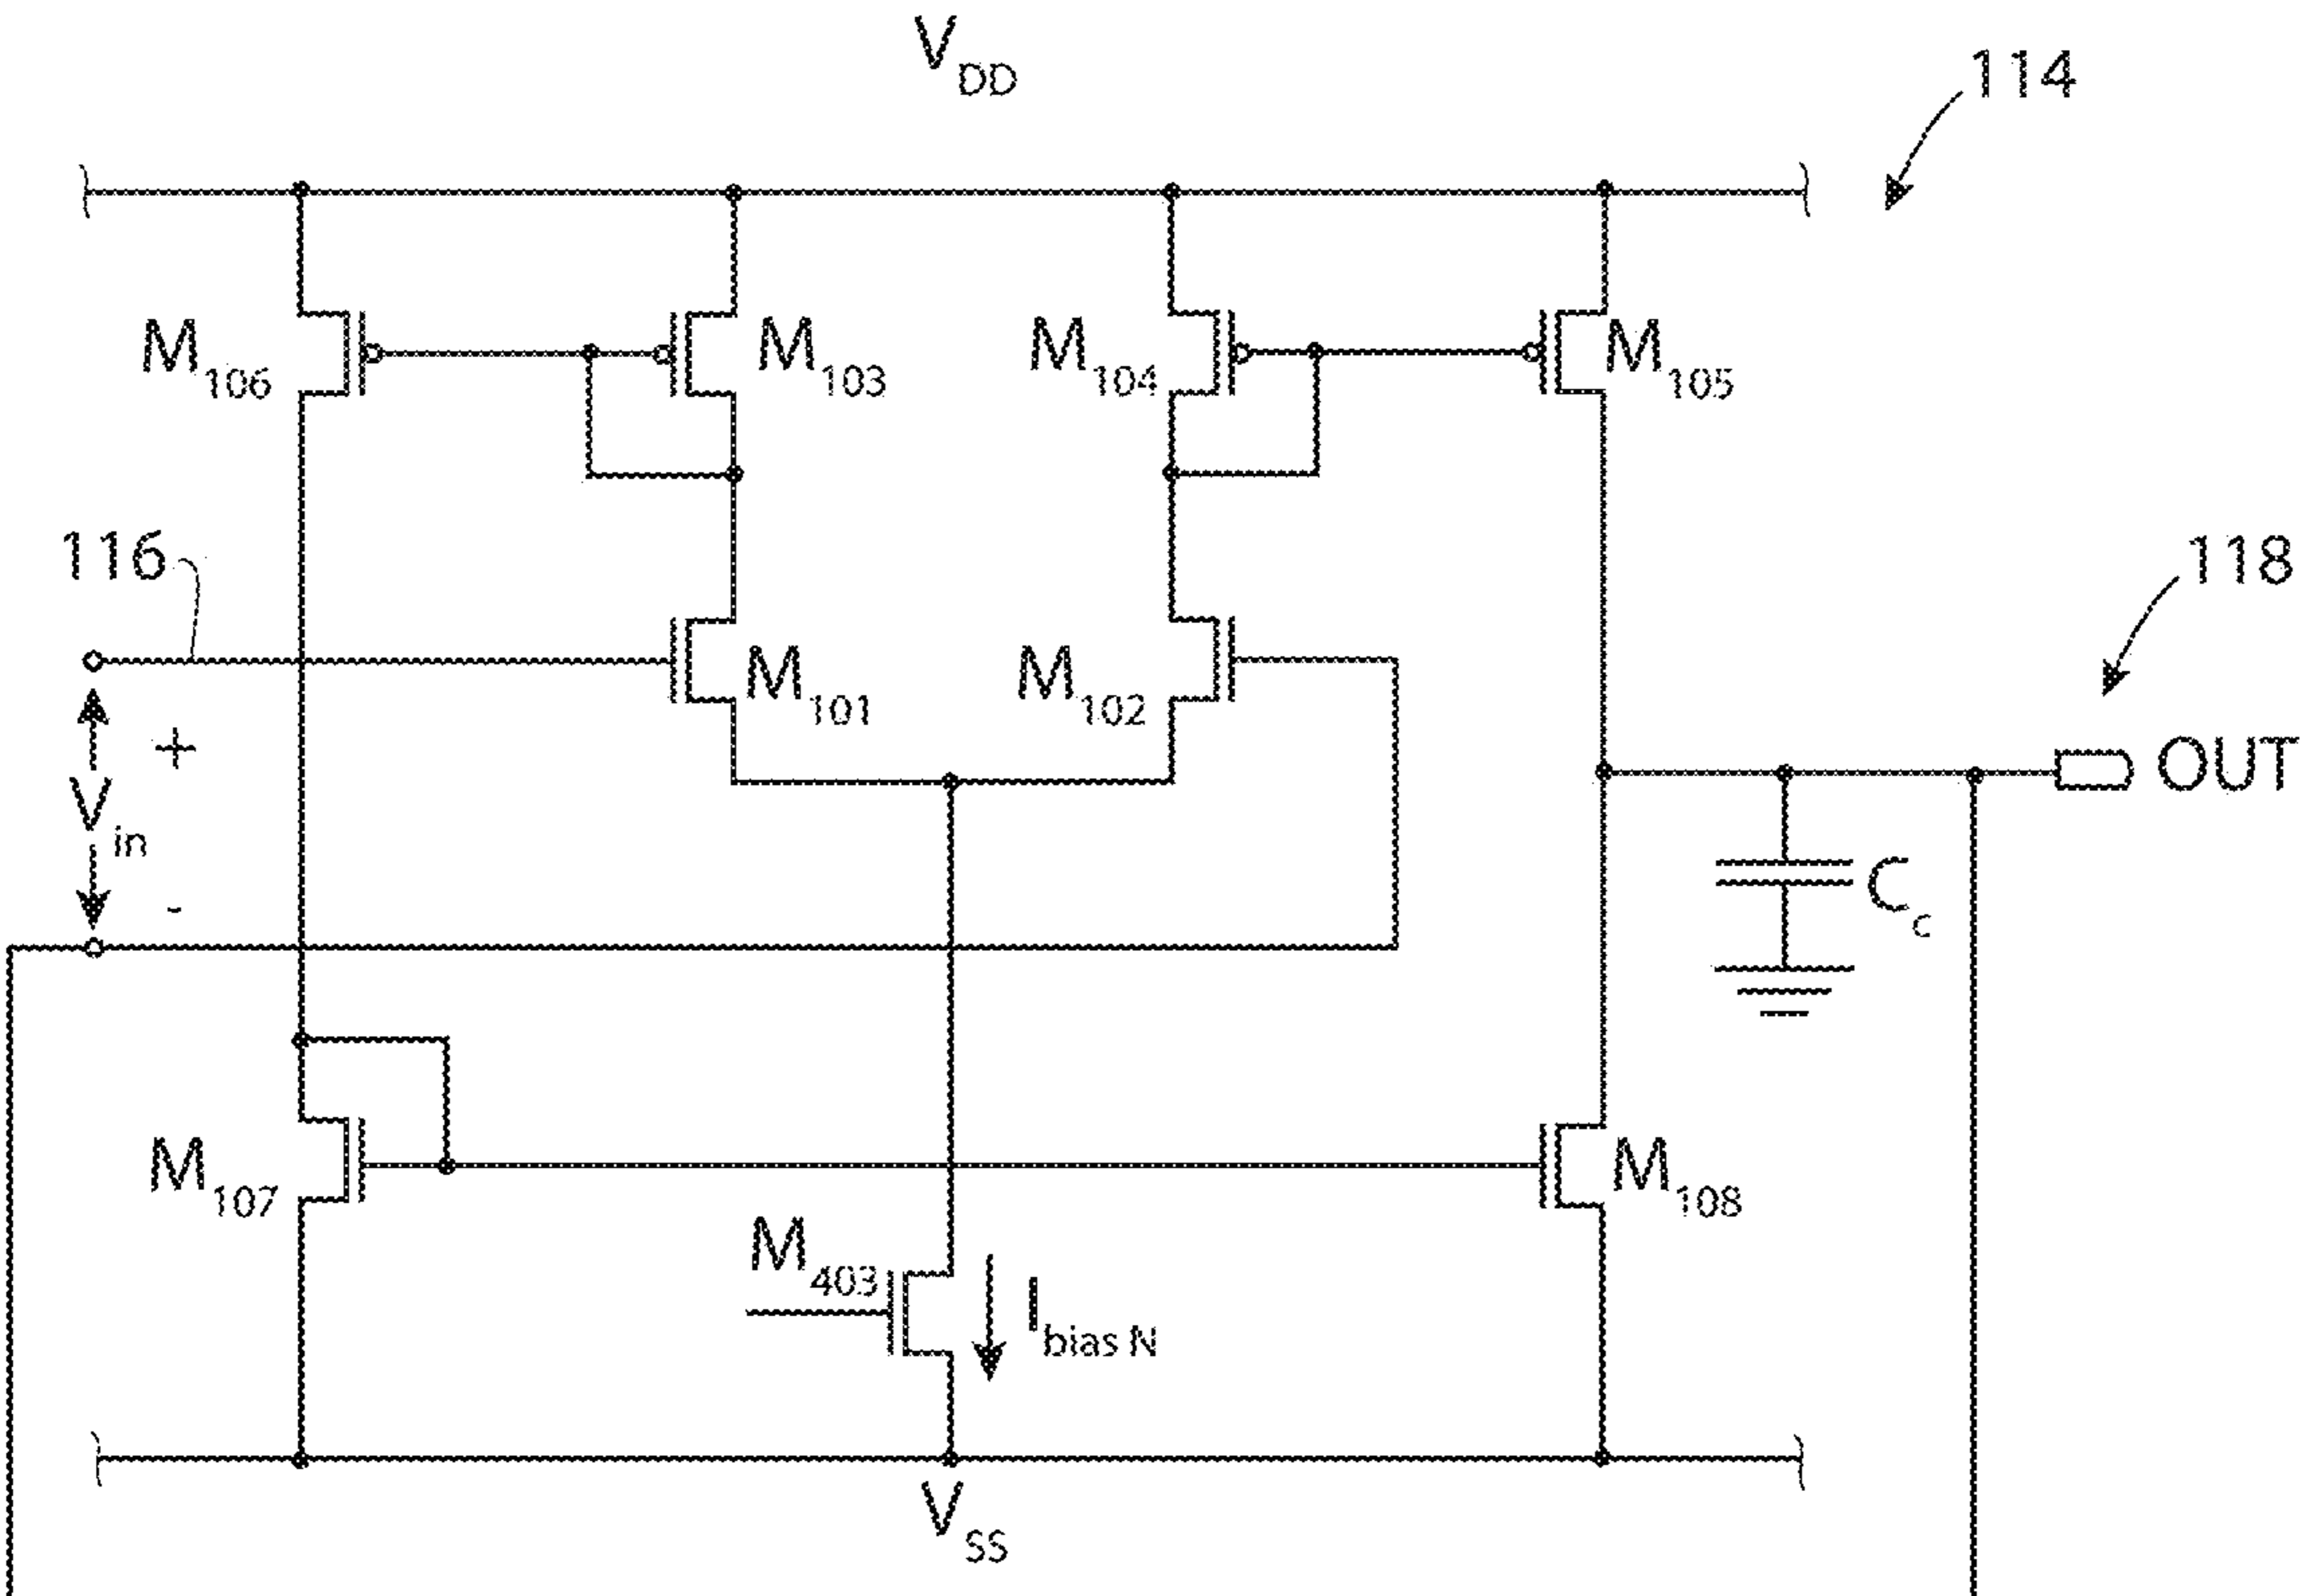 VDD
114
M106
M103
M104
M105
116
118
M101
M102
+
Vin
-
OUT
Cc
M107
M108
M403
Ibias N
VSS